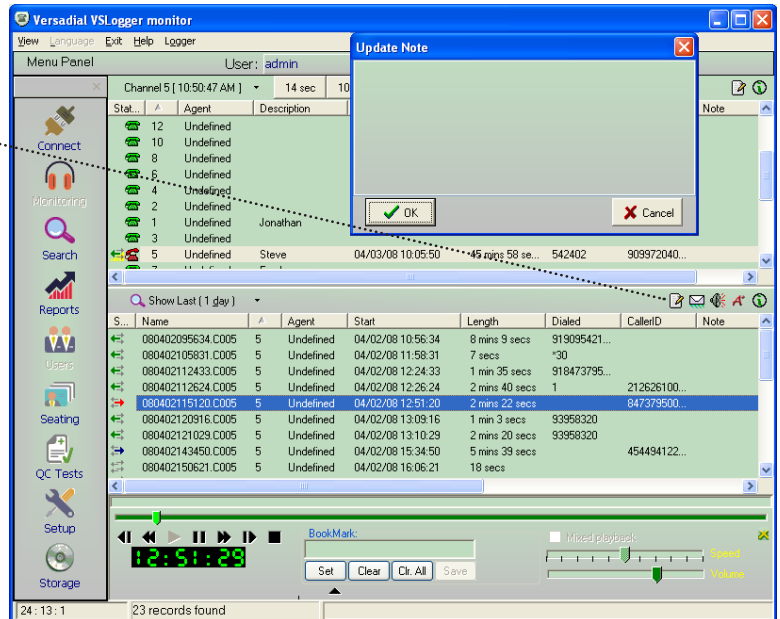 Versadial VSLogger monitor
View Language Exit Help Logger
Menu Panel
User: admin
Update Note
OK
Cancel
Channel 5 [ 10:50:47 AM ] 14 sec 10
Stat... Agent Description Note
12 Undefined
10 Undefined
8 Undefined
6 Undefined
4 Undefined
2 Undefined
1 Undefined Jonathan
3 Undefined
5 Undefined Steve 04/03/08 10:05:50 45 mins 58 se... 542402 909972040...
Connect
Monitoring
Search
Reports
Users
Seating
QC Tests
Setup
Storage
Show Last ( 1 day )
S... Name Agent Start Length Dialed CallerID Note
080402095634.C005 5 Undefined 04/02/08 10:56:34 8 mins 9 secs 919095421...
080402105831.C005 5 Undefined 04/02/08 11:58:31 7 secs *30
080402112433.C005 5 Undefined 04/02/08 12:24:33 1 min 35 secs 918473795...
080402112624.C005 5 Undefined 04/02/08 12:26:24 2 mins 40 secs 1 212626100...
080402115120.C005 5 Undefined 04/02/08 12:51:20 2 mins 22 secs 847379500...
080402120916.C005 5 Undefined 04/02/08 13:09:16 1 min 3 secs 93958320
080402121029.C005 5 Undefined 04/02/08 13:10:29 2 mins 20 secs 93958320
080402143450.C005 5 Undefined 04/02/08 15:34:50 5 mins 39 secs 454494122...
080402150621.C005 5 Undefined 04/02/08 16:06:21 18 secs
12:51:29
BookMark:
Set Clear Clr. All Save
Mixed playback
Speed
Volume
24 : 13 : 1 23 records found